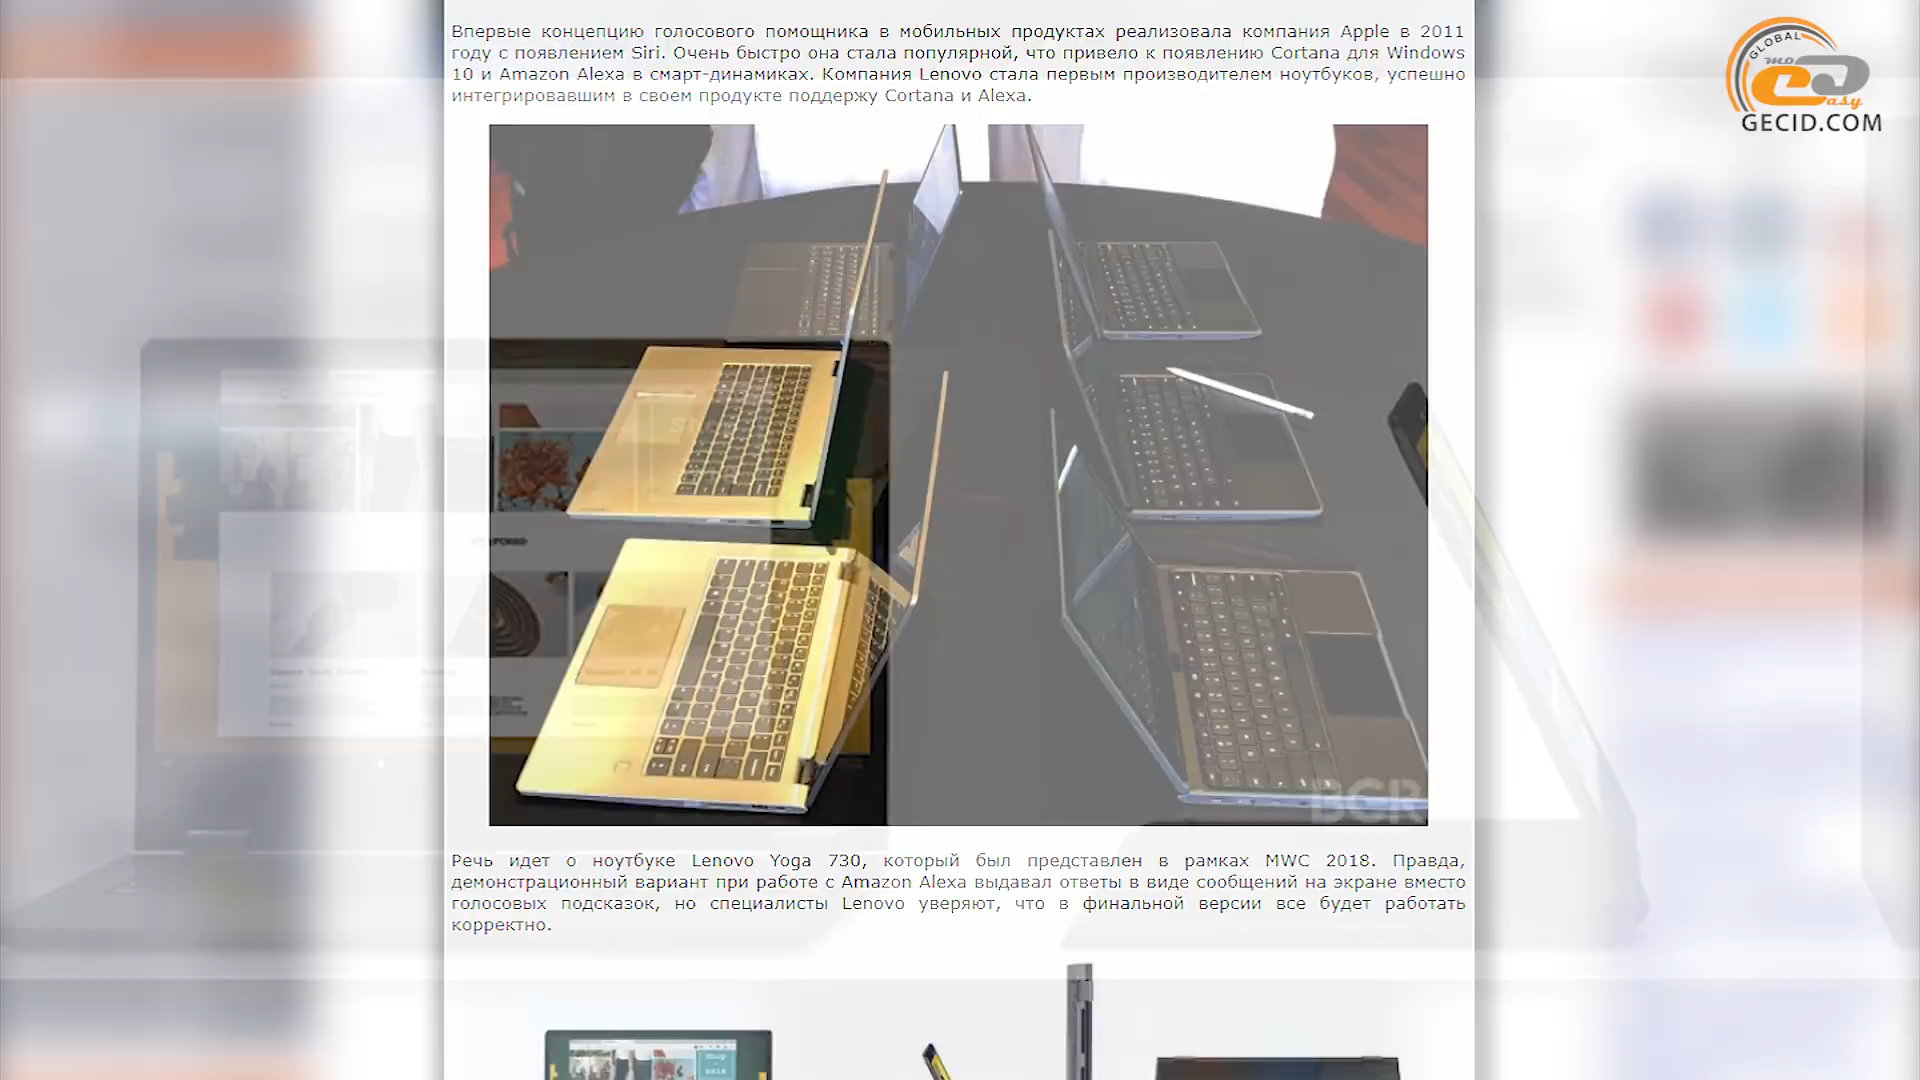 Впервые концепцию голосового помощника в мобильных продуктах реализовала компания Apple в 2011
году с появлением Siri. Очень быстро она стала популярной, что привело к появлению Cortana для Windows
10 и Amazon Alexa в смарт-динамиках. Компания Lenovo стала первым производителем ноутбуков, успешно
интегрировавшим в своем продукте поддержу Cortana и Alexa.
GLOBAL
easy
GECID.COM
BGR
Речь идет о ноутбуке Lenovo Yoga 730, который был представлен в рамках MWC 2018. Правда,
демонстрационный вариант при работе с Amazon Alexa выдавал ответы в виде сообщений на экране вместо
голосовых подсказок, но специалисты Lenovo уверяют, что в финальной версии все будет работать
корректно.